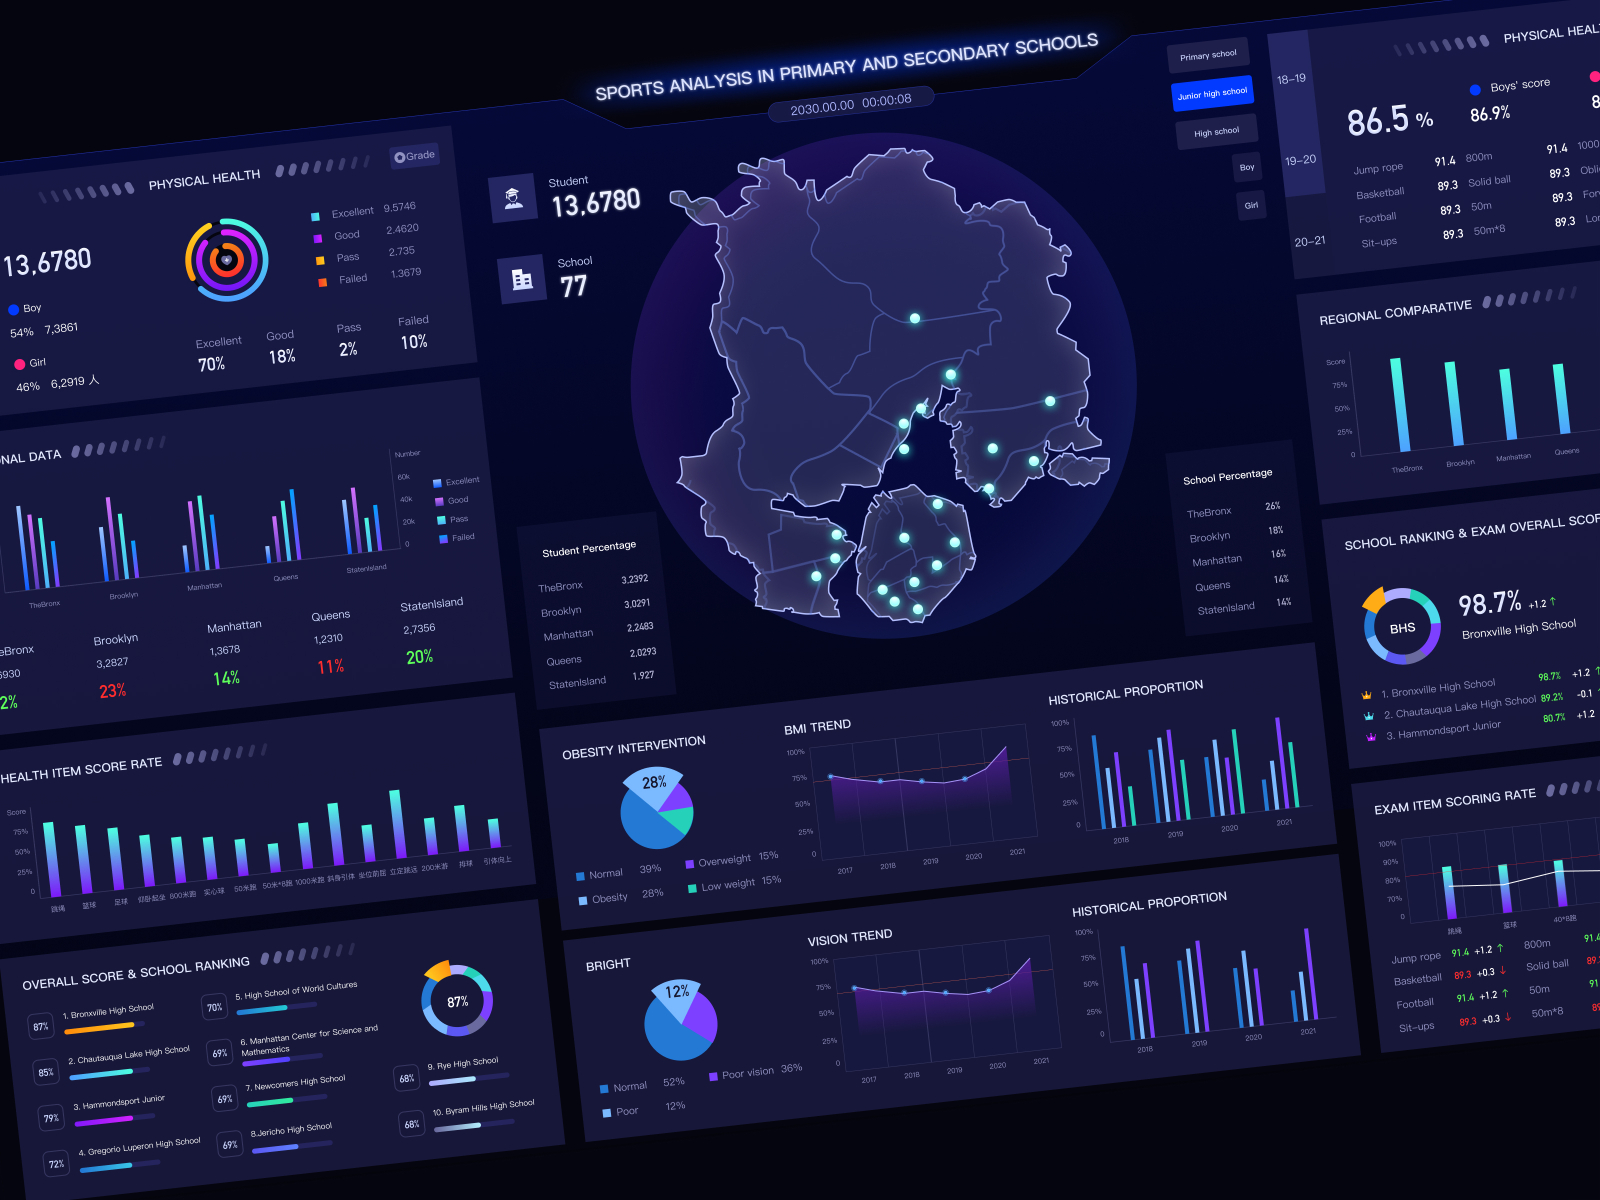 SPORTS ANALYSIS IN PRIMARY AND SECONDARY SCHOOLS
2030.00.00 00:00:08
Primary school
Junior high school
High school
Boy
Girl
PHYSICAL HEALTH
Grade
13,6780
Boy
54% 7,3861
Girl
46% 6,2919 人
Excellent 9.5746
Good 2.4620
Pass 2.735
Failed 1.3679
Excellent Good Pass Failed
70% 18% 2% 10%
Student
13,6780
School
77
NAL DATA
Number
60k
40k
20k
0
Excellent
Good
Pass
Failed
TheBronx Brooklyn Manhattan Queens StatenIsland
eBronx Brooklyn Manhattan Queens StatenIsland
6930 3,2827 1,3678 1,2310 2,7356
2% 23% 14% 11% 20%
HEALTH ITEM SCORE RATE
Score
75%
50%
25%
0
跳绳 篮球 足球 仰卧起坐 800米跑 实心球 50米跑 50米*8跑 1000米跑 斜身引体 坐位前屈 立定跳远 200米游 排球 引体向上
OVERALL SCORE & SCHOOL RANKING
87% 1. Bronxville High School
85% 2. Chautauqua Lake High School
79% 3. Hammondsport Junior
72% 4. Gregorio Luperon High School
70% 5. High School of World Cultures
69% 6. Manhattan Center for Science and
Mathematics
69% 7. Newcomers High School
69% 8.Jericho High School
87%
68% 9. Rye High School
68% 10. Byram Hills High School
Student Percentage
TheBronx 3,2392
Brooklyn 3,0291
Manhattan 2,2483
Queens 2,0293
StatenIsland 1,927
School Percentage
TheBronx 26%
Brooklyn 18%
Manhattan 16%
Queens 14%
StatenIsland 14%
OBESITY INTERVENTION
28%
Normal 39%
Overweight 15%
Obesity 28%
Low weight 15%
BMI TREND
100%
75%
50%
25%
0
2017 2018 2019 2020 2021
HISTORICAL PROPORTION
100%
75%
50%
25%
0
2018 2019 2020 2021
BRIGHT
12%
Normal 52%
Poor vision 36%
Poor 12%
VISION TREND
100%
75%
50%
25%
0
2017 2018 2019 2020 2021
HISTORICAL PROPORTION
100%
75%
50%
25%
0
2018 2019 2020 2021
18-19
19-20
20-21
PHYSICAL HEAL
86.5 %
Boys' score
86.9%
8
Jump rope 91.4 800m 91.4 1000
Basketball 89.3 Solid ball 89.3 Obli
Football 89.3 50m 89.3 For
Sit-ups 89.3 50m*8 89.3 Lo
REGIONAL COMPARATIVE
Score
75%
50%
25%
0
TheBronx Brooklyn Manhattan Queens
SCHOOL RANKING & EXAM OVERALL SCOR
BHS
98.7% +1.2 ↑
Bronxville High School
1. Bronxville High School 98.7% +1.2 ↑
2. Chautauqua Lake High School 89.2% -0.1 ↑
3. Hammondsport Junior 80.7% +1.2
EXAM ITEM SCORING RATE
100%
90%
80%
70%
0
跳绳 篮球 40*8跑
Jump rope 91.4 +1.2 ↑ 800m 91.4
Basketball 89.3 +0.3 ↓ Solid ball 89.
Football 91.4 +1.2 ↑ 50m 91
Sit-ups 89.3 +0.3 ↓ 50m*8 89